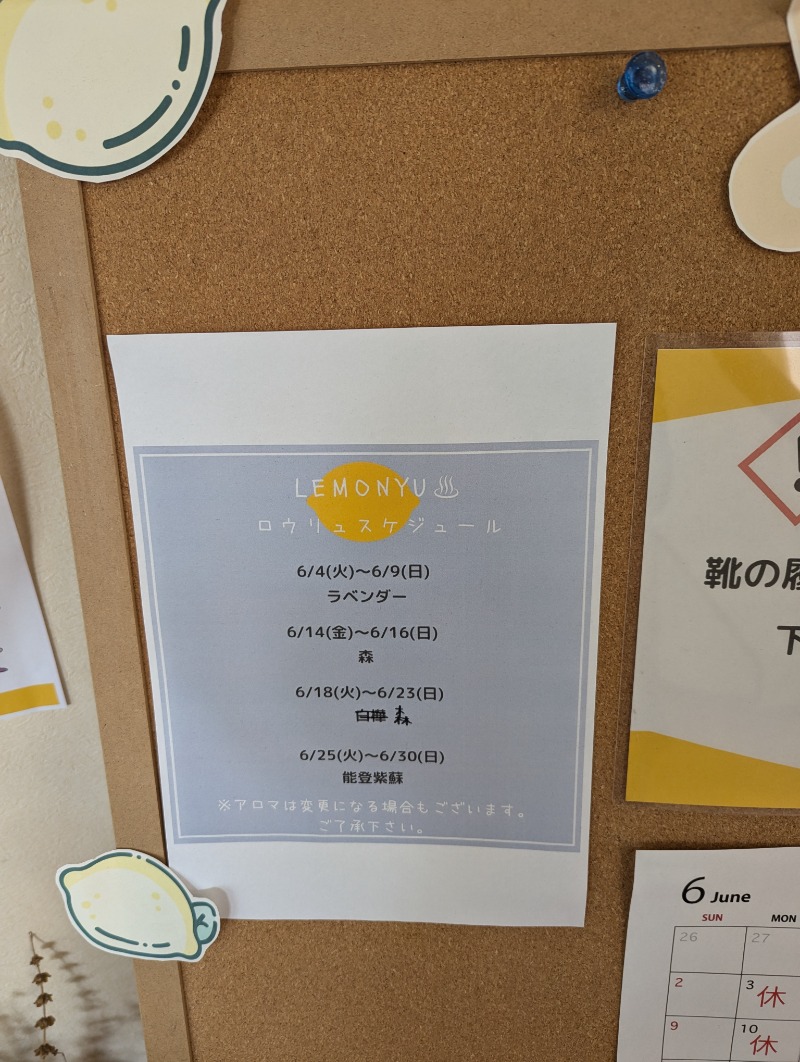 LEMONYU♨
ロウリュスケジュール
6/4(火)〜6/9(日)
ラベンダー
6/14(金)〜6/16(日)
森
6/18(火)〜6/23(日)
白樺 森
6/25(火)〜6/30(日)
能登紫蘇
※アロマは変更になる場合もございます。
ご了承下さい。
靴の履
下
6 June
SUN MON
26 27
2 3 休
9 10 休